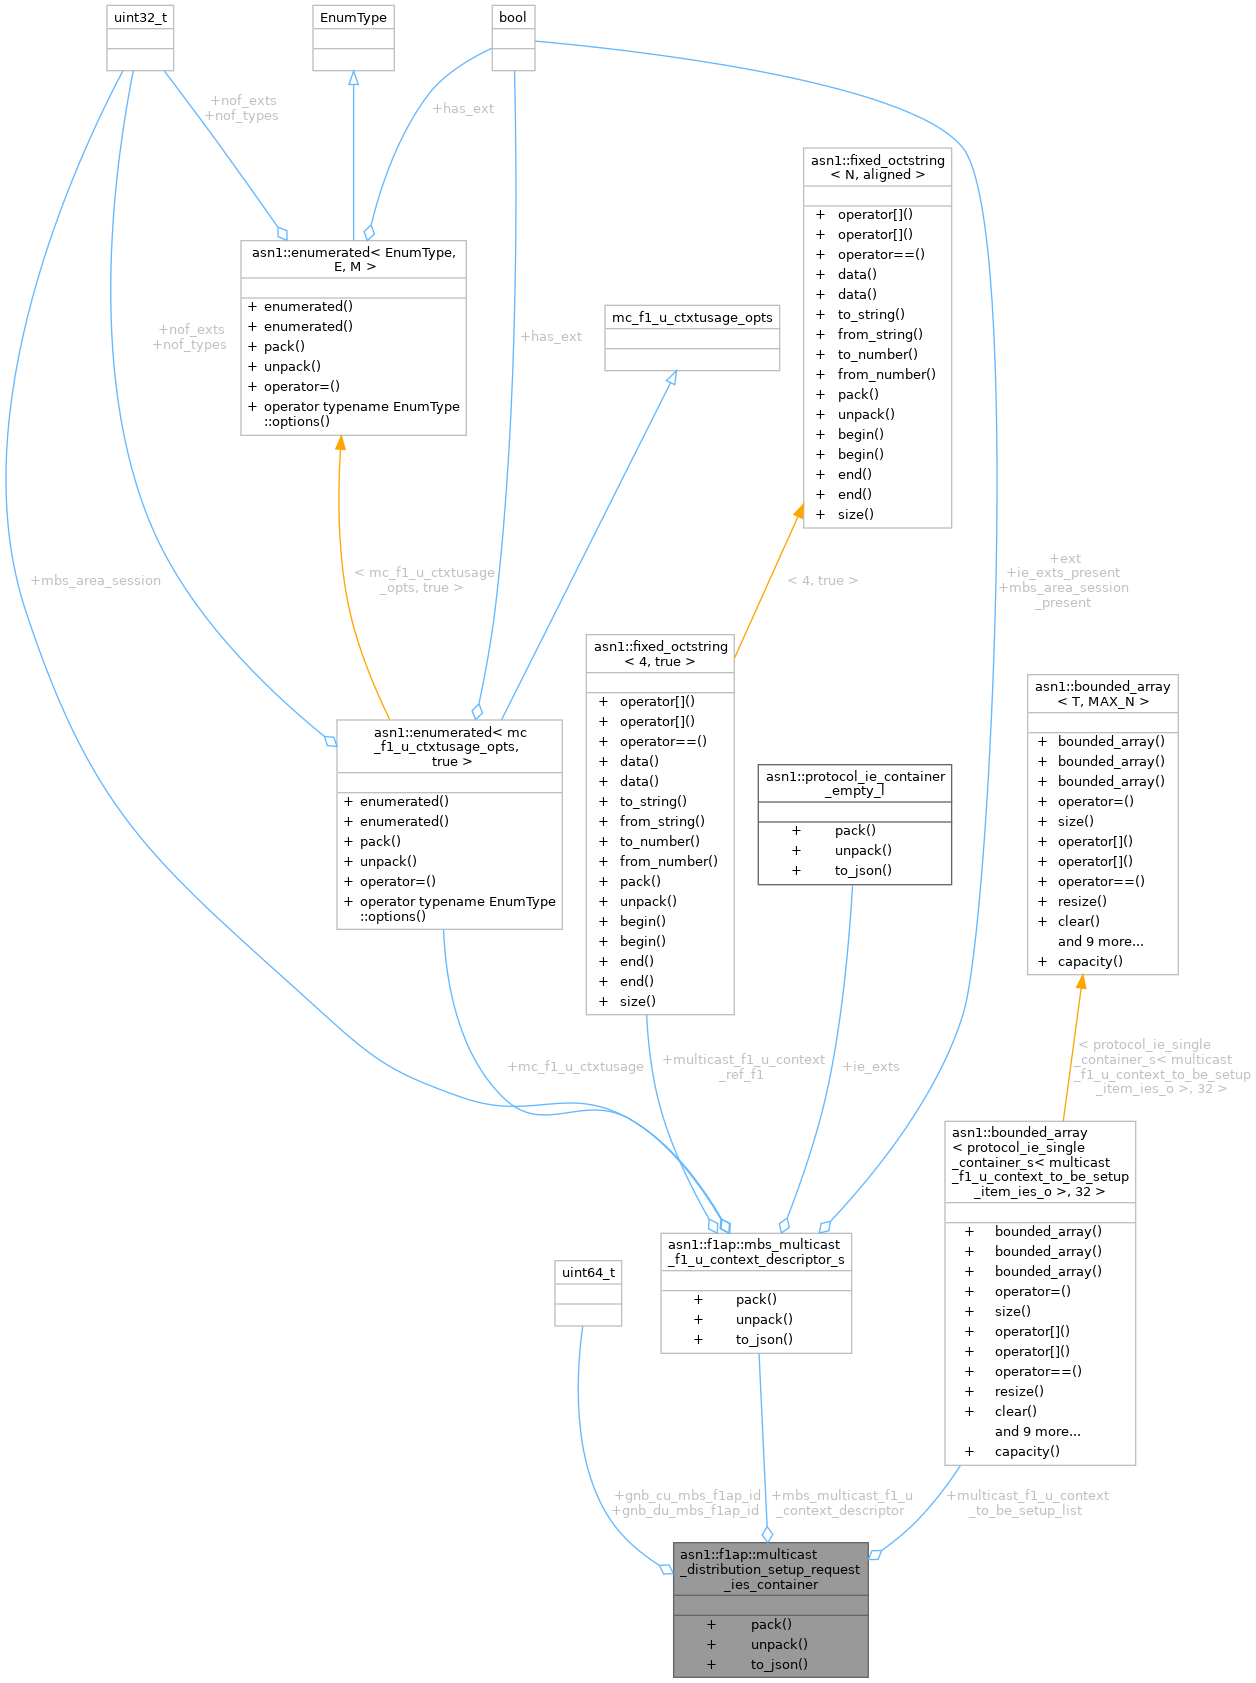 uint32_t
EnumType
bool
+nof_exts
+nof_types
+has_ext
asn1::fixed_octstring
< N, aligned >
+ operator[]()
+ operator[]()
+ operator==()
+ data()
+ data()
+ to_string()
+ from_string()
+ to_number()
+ from_number()
+ pack()
+ unpack()
+ begin()
+ begin()
+ end()
+ end()
+ size()
asn1::enumerated< EnumType,
E, M >
+ enumerated()
+ enumerated()
+ pack()
+ unpack()
+ operator=()
+ operator typename EnumType
::options()
mc_f1_u_ctxtusage_opts
+nof_exts
+nof_types
+has_ext
+mbs_area_session
< mc_f1_u_ctxtusage
_opts, true >
< 4, true >
+ext
+ie_exts_present
+mbs_area_session
_present
asn1::fixed_octstring
< 4, true >
+ operator[]()
+ operator[]()
+ operator==()
+ data()
+ data()
+ to_string()
+ from_string()
+ to_number()
+ from_number()
+ pack()
+ unpack()
+ begin()
+ begin()
+ end()
+ end()
+ size()
asn1::bounded_array
< T, MAX_N >
+ bounded_array()
+ bounded_array()
+ bounded_array()
+ operator=()
+ size()
+ operator[]()
+ operator[]()
+ operator==()
+ resize()
+ clear()
and 9 more...
+ capacity()
asn1::enumerated< mc
_f1_u_ctxtusage_opts,
true >
+ enumerated()
+ enumerated()
+ pack()
+ unpack()
+ operator=()
+ operator typename EnumType
::options()
asn1::protocol_ie_container
_empty_l
+ pack()
+ unpack()
+ to_json()
+mc_f1_u_ctxtusage
+multicast_f1_u_context
_ref_f1
+ie_exts
< protocol_ie_single
_container_s< multicast
_f1_u_context_to_be_setup
_item_ies_o >, 32 >
asn1::bounded_array
< protocol_ie_single
_container_s< multicast
_f1_u_context_to_be_setup
_item_ies_o >, 32 >
+ bounded_array()
+ bounded_array()
+ bounded_array()
+ operator=()
+ size()
+ operator[]()
+ operator[]()
+ operator==()
+ resize()
+ clear()
and 9 more...
+ capacity()
uint64_t
asn1::f1ap::mbs_multicast
_f1_u_context_descriptor_s
+ pack()
+ unpack()
+ to_json()
+gnb_cu_mbs_f1ap_id
+gnb_du_mbs_f1ap_id
+mbs_multicast_f1_u
_context_descriptor
+multicast_f1_u_context
_to_be_setup_list
asn1::f1ap::multicast
_distribution_setup_request
_ies_container
+ pack()
+ unpack()
+ to_json()